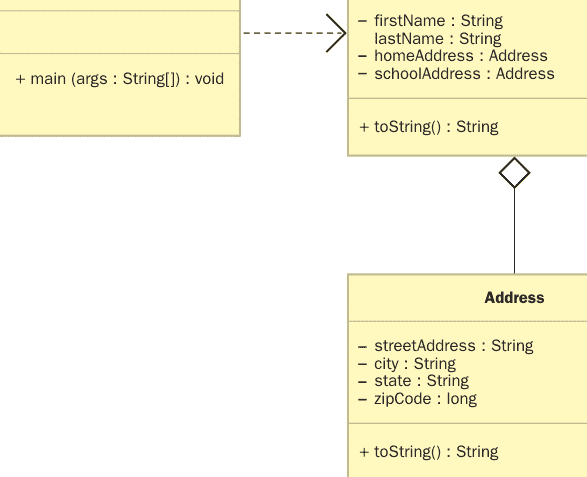 + main (args : String[]) : void
– firstName : String
lastName : String
– homeAddress : Address
– schoolAddress : Address
+ toString() : String
Address
– streetAddress : String
– city : String
– state : String
– zipCode : long
+ toString() : String